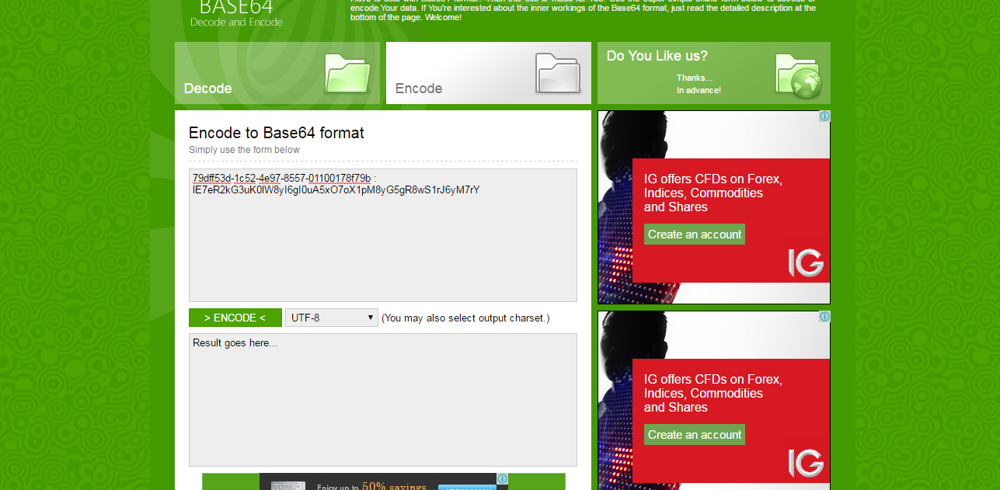 BASE64
Decode and Encode
encode Your data. If You're interested about the inner workings of the Base64 format, just read the detailed description at the
bottom of the page. Welcome!
Decode
Encode
Do You Like us?
Thanks...
In advance!
Encode to Base64 format
Simply use the form below
79dff53d-1c52-4e97-8557-01100178f79b :
IE7eR2kG3uK0lW8yI6gI0uA5xO7oX1pM8yG5gR8wS1rJ6yM7rY
> ENCODE <
UTF-8
(You may also select output charset.)
Result goes here...
IG offers CFDs on Forex,
Indices, Commodities
and Shares
Create an account
IG
IG offers CFDs on Forex,
Indices, Commodities
and Shares
Create an account
IG
Enjoy up to 50% savings